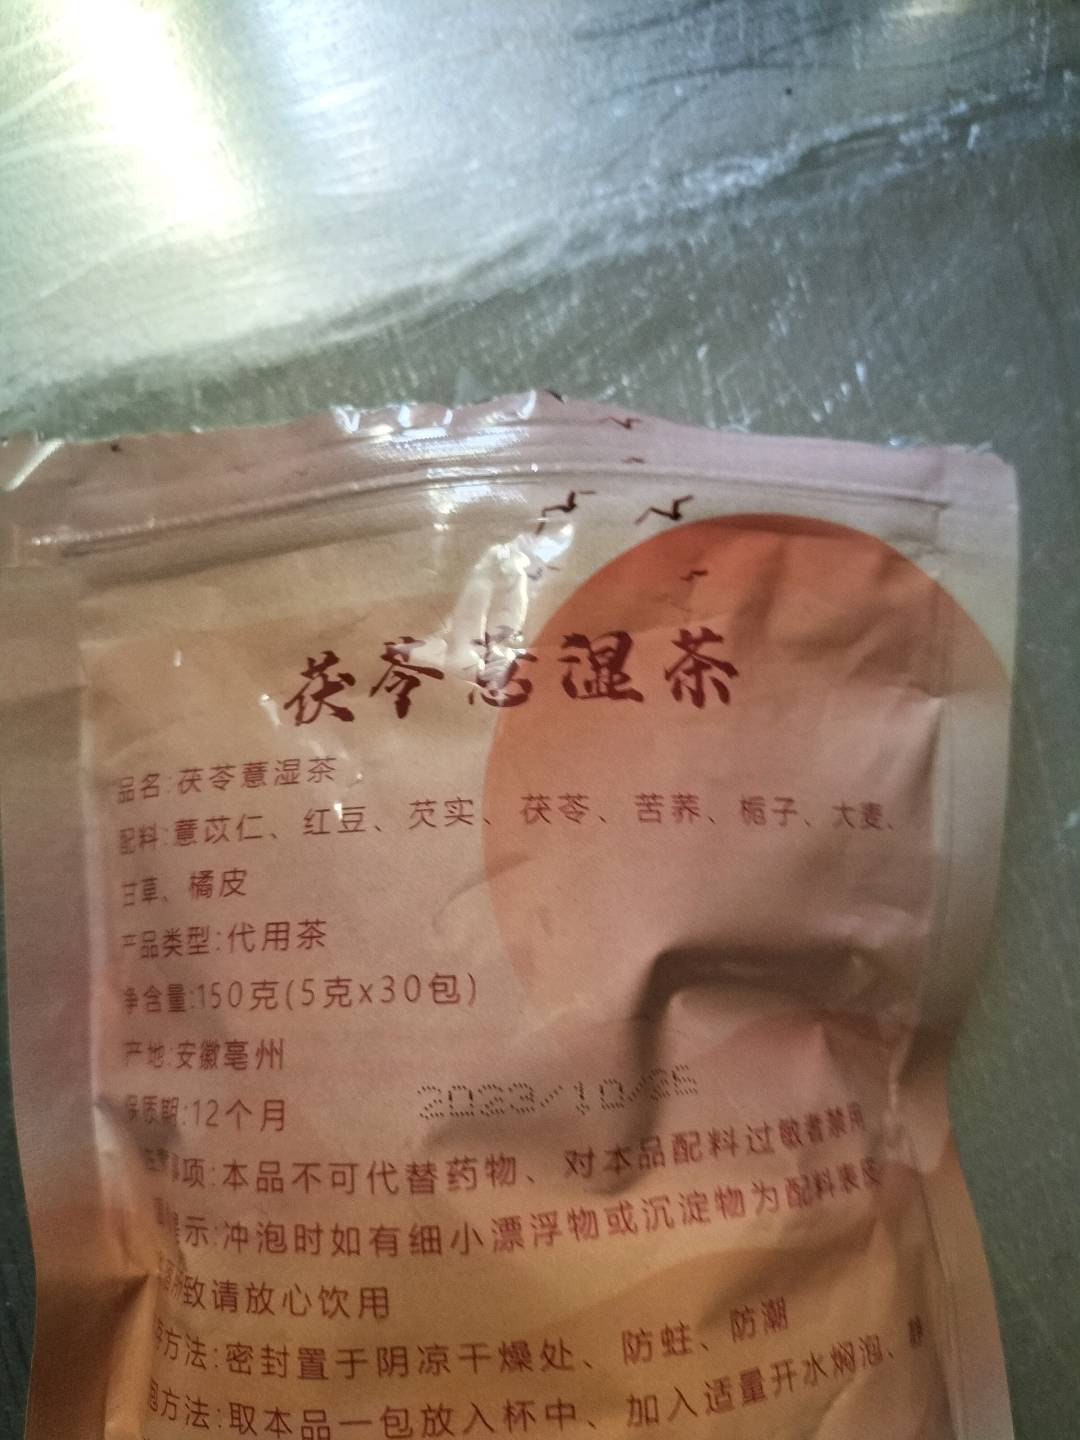 茯苓薏湿茶
品名:茯苓薏湿茶
配料:薏苡仁、红豆、芡实、茯苓、苦荞、栀子、大麦、
甘草、橘皮
产品类型:代用茶
净含量:150克(5克x30包)
产地:安徽亳州
保质期:12个月
2023/10/25
事项:本品不可代替药物、对本品配料过敏者禁用
提示:冲泡时如有细小漂浮物或沉淀物为配料表皮
所致请放心饮用
方法:密封置于阴凉干燥处、防蛀、防潮
泡方法:取本品一包放入杯中、加入适量开水焖泡、静